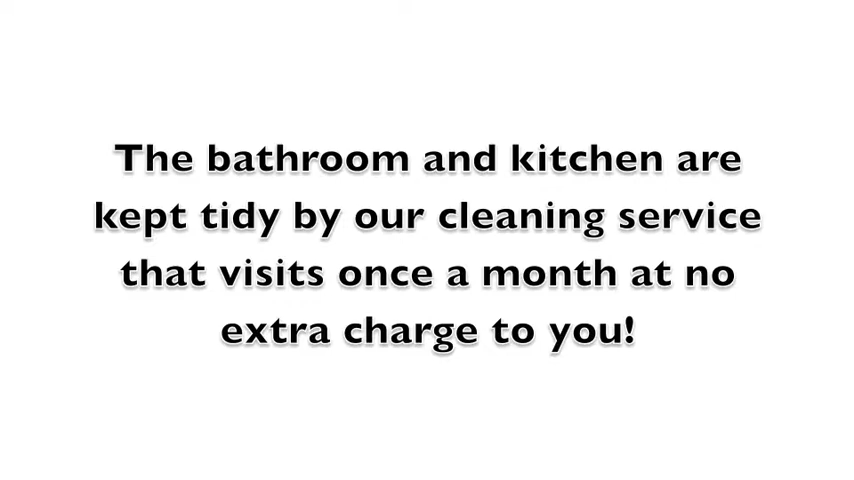 The bathroom and kitchen are
kept tidy by our cleaning service
that visits once a month at no
extra charge to you!